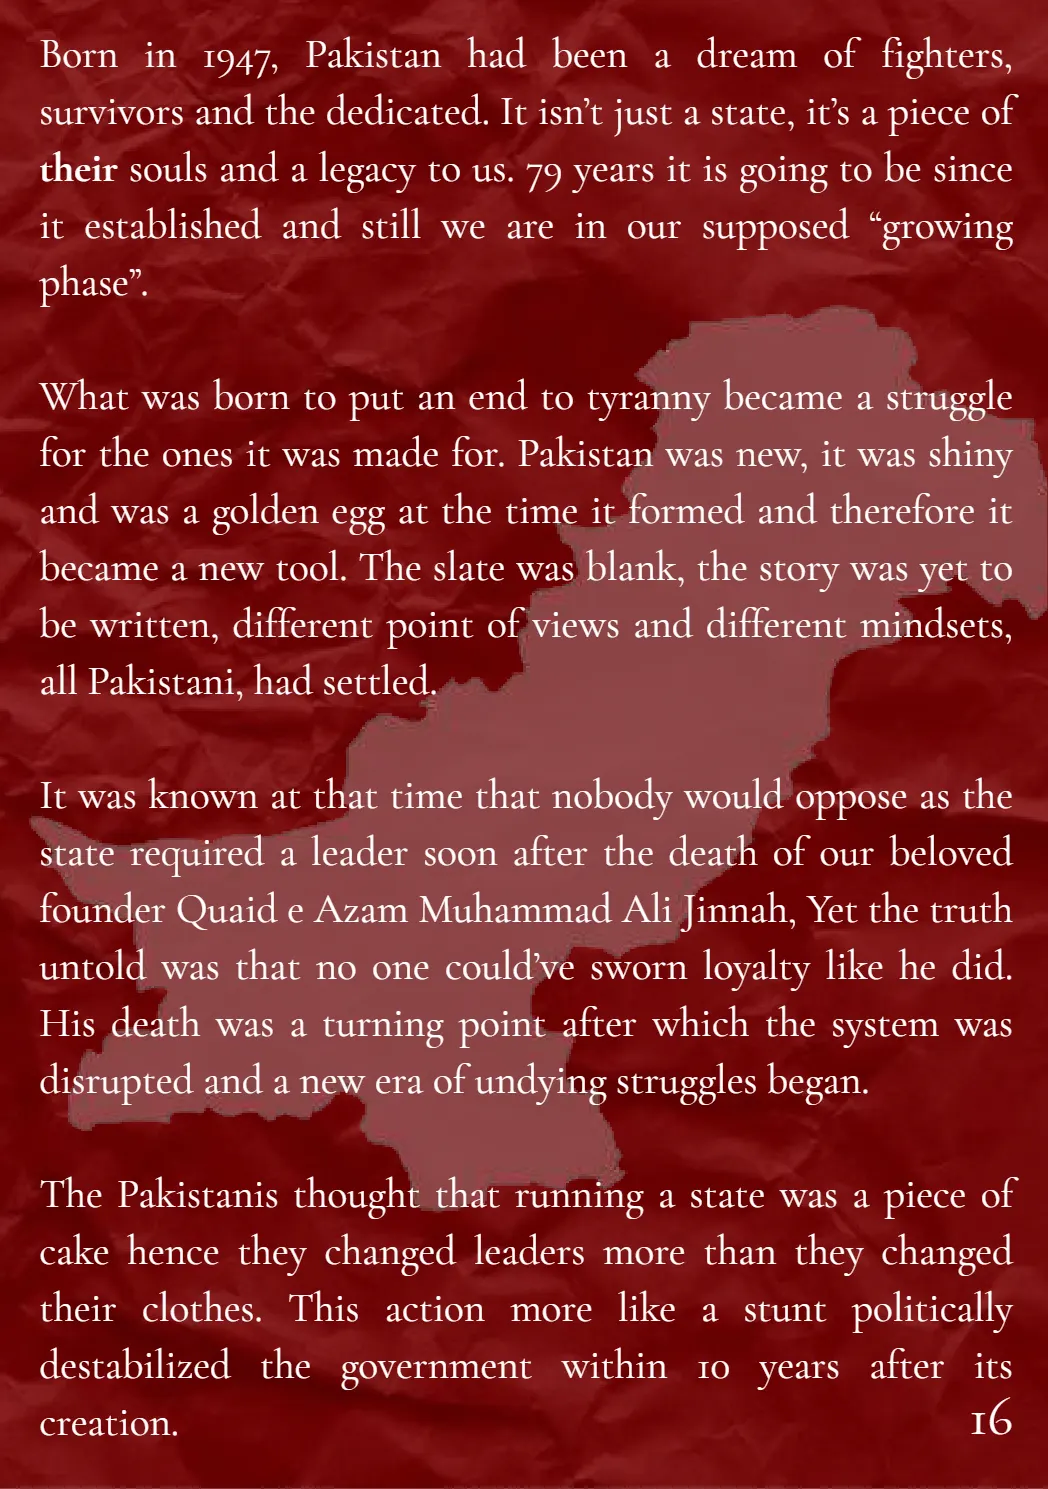 Born in 1947, Pakistan had been a dream of fighters,
survivors and the dedicated. It isn’t just a state, it’s a piece of
their souls and a legacy to us. 79 years it is going to be since
it established and still we are in our supposed “growing
phase”.
What was born to put an end to tyranny became a struggle
for the ones it was made for. Pakistan was new, it was shiny
and was a golden egg at the time it formed and therefore it
became a new tool. The slate was blank, the story was yet to
be written, different point of views and different mindsets,
all Pakistani, had settled.
It was known at that time that nobody would oppose as the
state required a leader soon after the death of our beloved
founder Quaid e Azam Muhammad Ali Jinnah, Yet the truth
untold was that no one could’ve sworn loyalty like he did.
His death was a turning point after which the system was
disrupted and a new era of undying struggles began.
The Pakistanis thought that running a state was a piece of
cake hence they changed leaders more than they changed
their clothes. This action more like a stunt politically
destabilized the government within 10 years after its
creation.
16